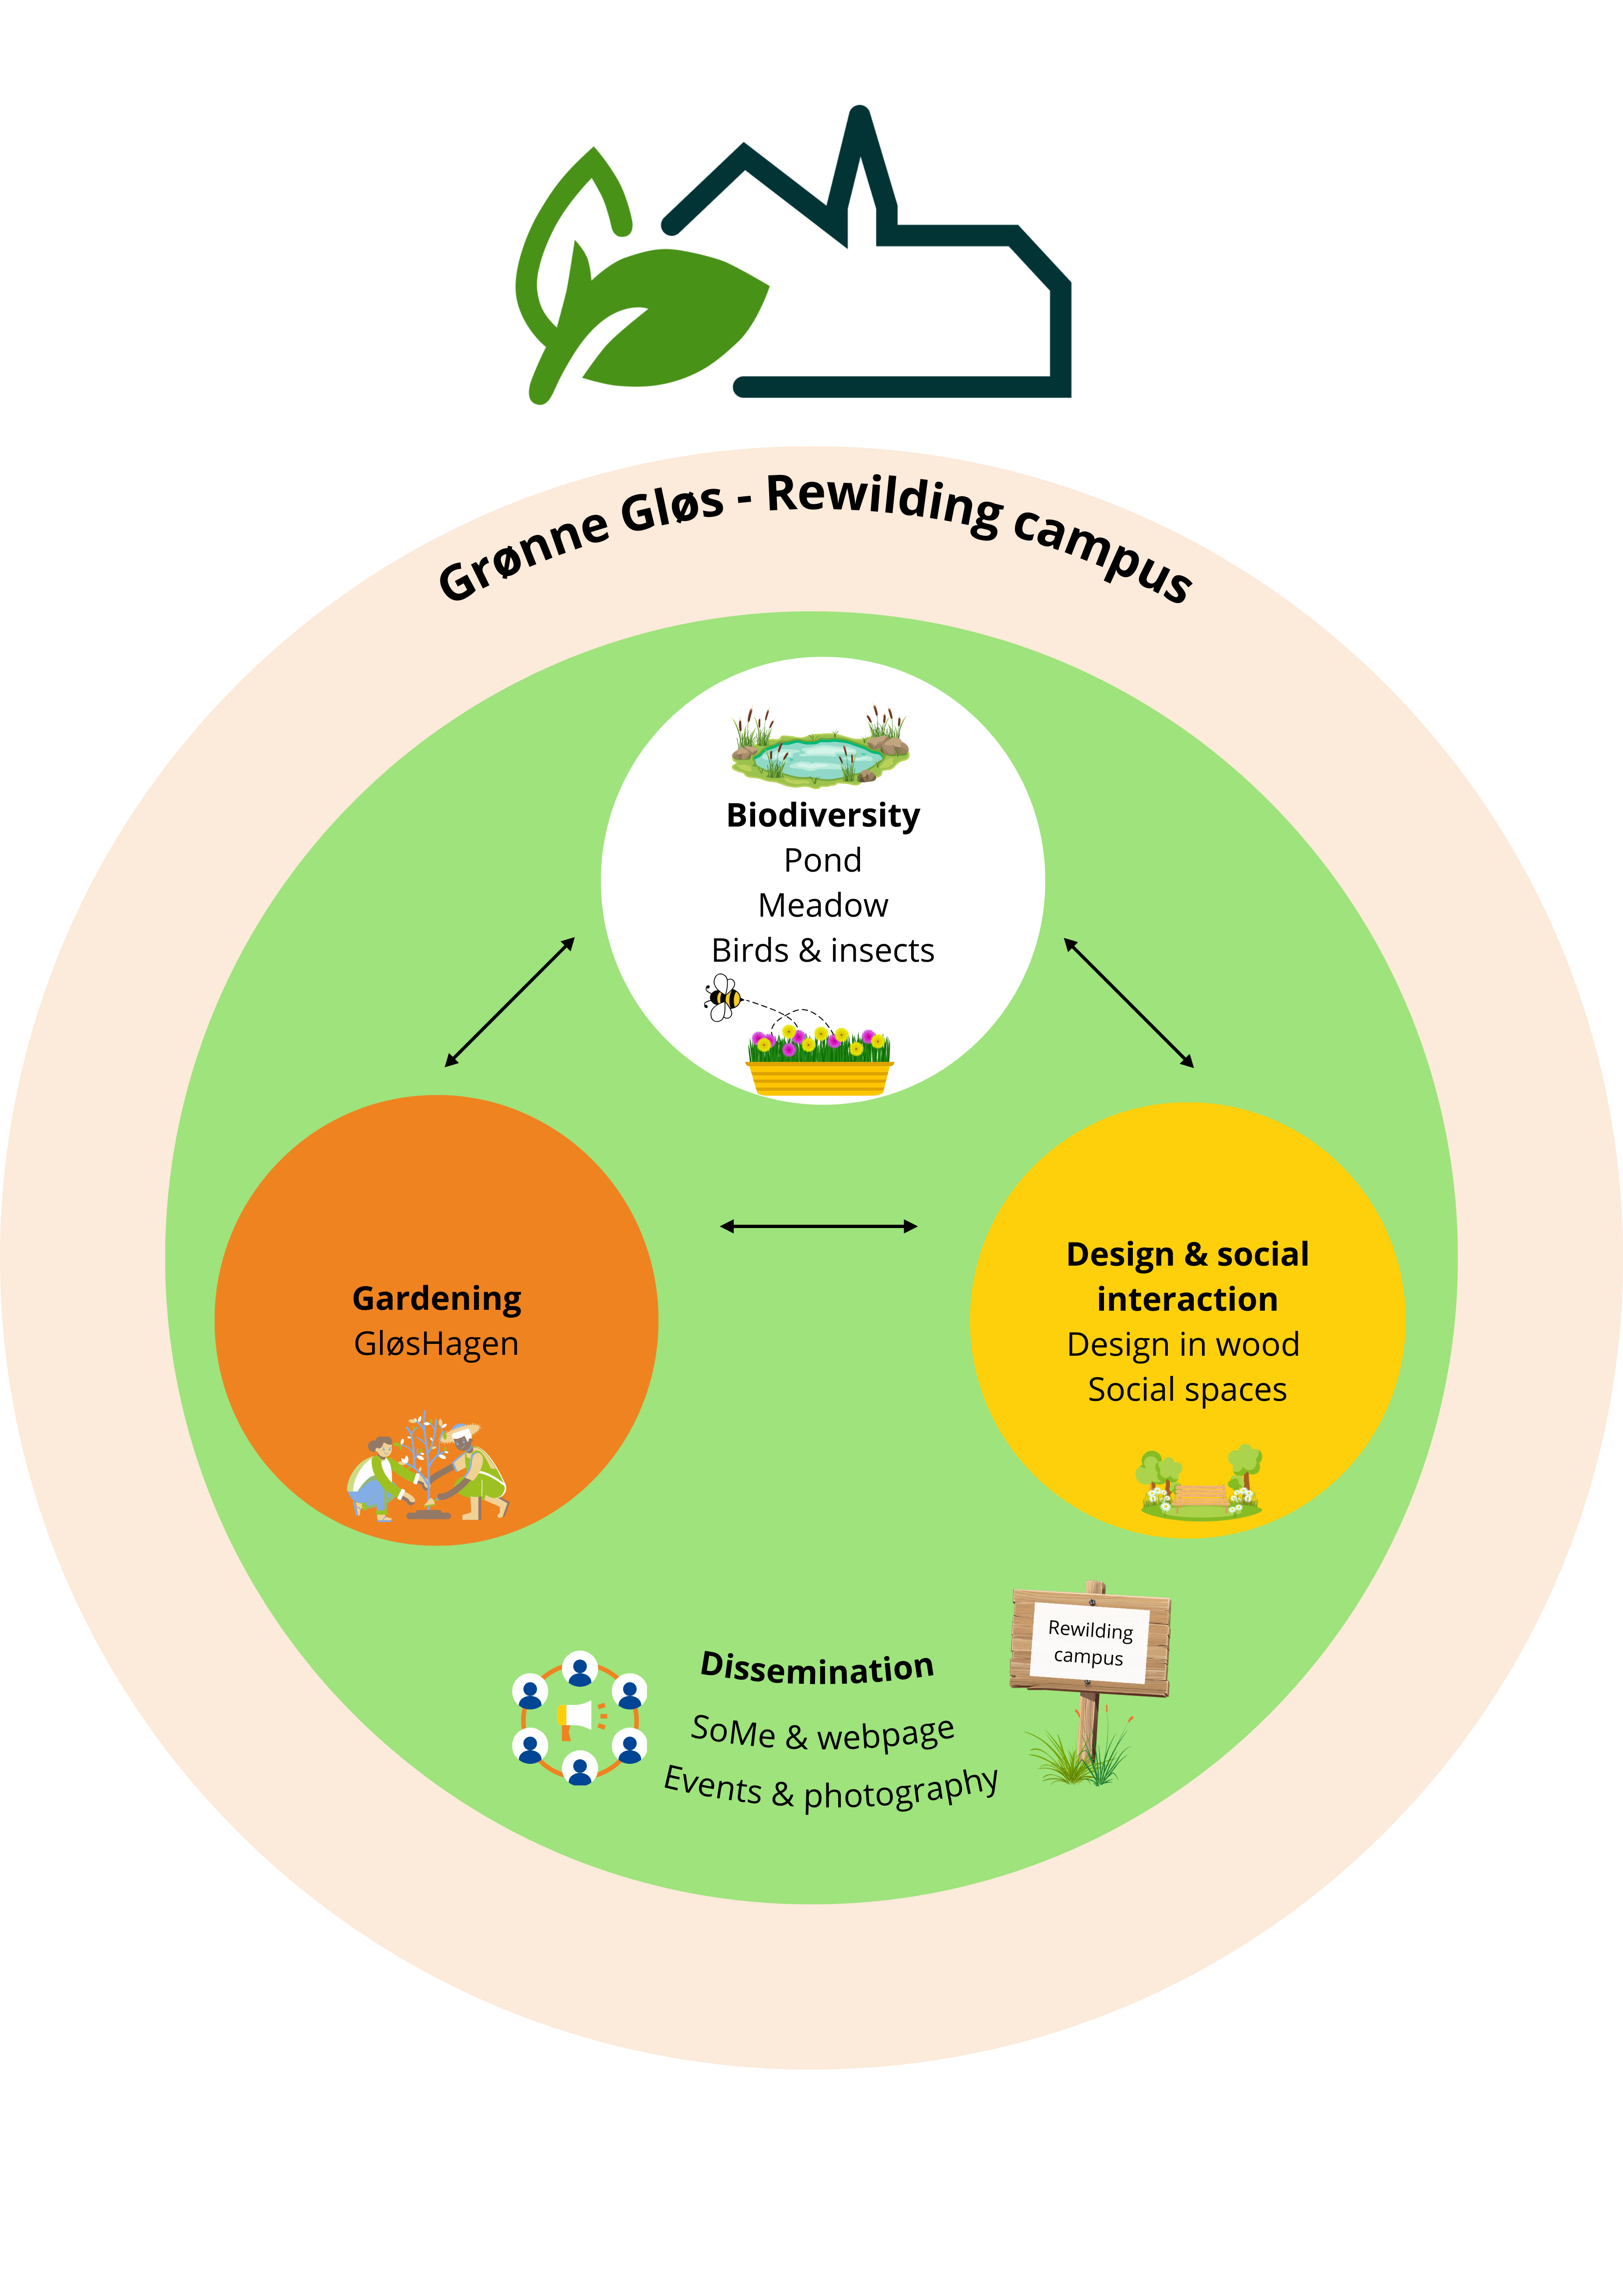 Grønne Gløs - Rewilding campus
Biodiversity
Pond
Meadow
Birds & insects
Gardening
GløsHagen
Design & social
interaction
Design in wood
Social spaces
Rewilding
campus
Dissemination
SoMe & webpage
Events & photography